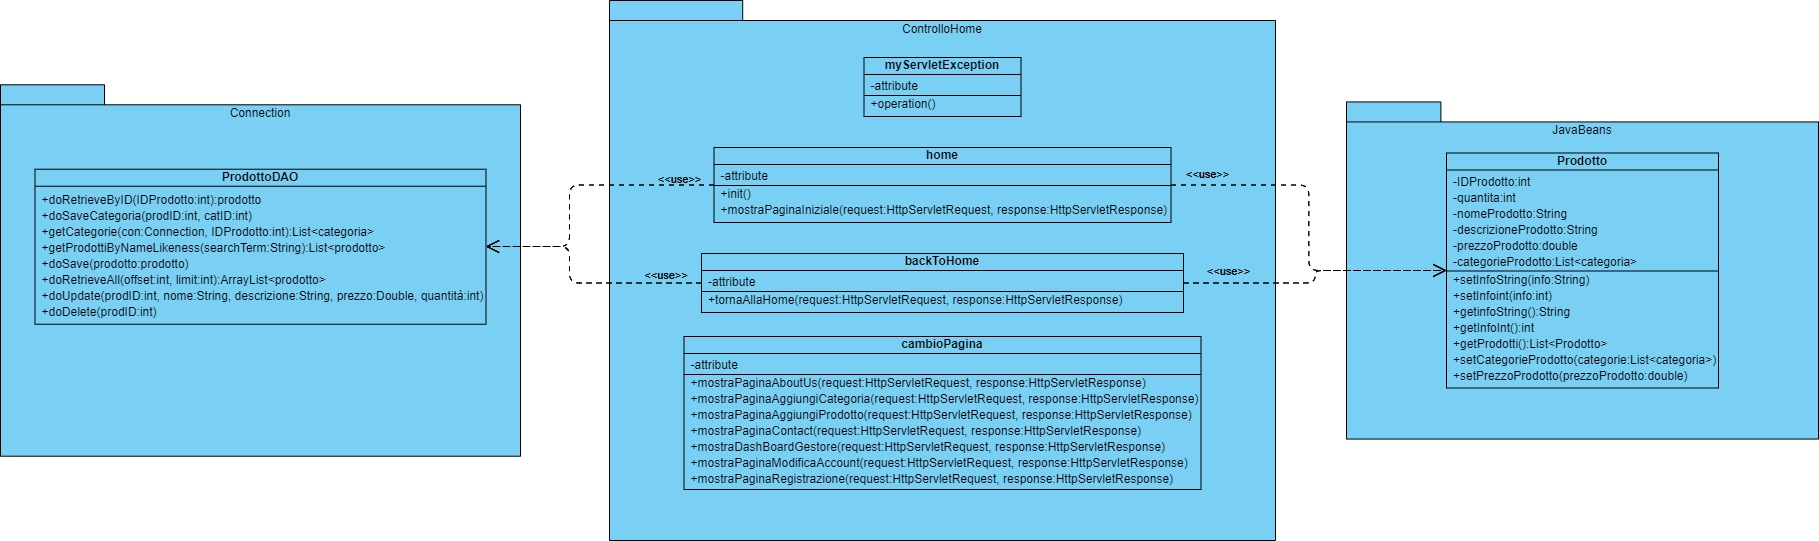 Connection
ProdottoDAO
+doRetrieveByID(IDProdotto:int):prodotto
+doSaveCategoria(prodID:int, catID:int)
+getCategorie(con:Connection, IDProdotto:int):List<categoria>
+getProdottiByNameLikeness(searchTerm:String):List<prodotto>
+doSave(prodotto:prodotto)
+doRetrieveAll(offset:int, limit:int):ArrayList<prodotto>
+doUpdate(prodID:int, nome:String, descrizione:String, prezzo:Double, quantità:int)
+doDelete(prodID:int)
<<use>>
<<use>>
ControlloHome
myServletException
-attribute
+operation()
home
-attribute
+init()
+mostraPaginaIniziale(request:HttpServletRequest, response:HttpServletResponse)
backToHome
-attribute
+tornaAllaHome(request:HttpServletRequest, response:HttpServletResponse)
cambioPagina
-attribute
+mostraPaginaAboutUs(request:HttpServletRequest, response:HttpServletResponse)
+mostraPaginaAggiungiCategoria(request:HttpServletRequest, response:HttpServletResponse)
+mostraPaginaAggiungiProdotto(request:HttpServletRequest, response:HttpServletResponse)
+mostraPaginaContact(request:HttpServletRequest, response:HttpServletResponse)
+mostraDashBoardGestore(request:HttpServletRequest, response:HttpServletResponse)
+mostraPaginaModificaAccount(request:HttpServletRequest, response:HttpServletResponse)
+mostraPaginaRegistrazione(request:HttpServletRequest, response:HttpServletResponse)
<<use>>
<<use>>
JavaBeans
Prodotto
-IDProdotto:int
-quantita:int
-nomeProdotto:String
-descrizioneProdotto:String
-prezzoProdotto:double
-categorieProdotto:List<categoria>
+setInfoString(info:String)
+setInfoint(info:int)
+getinfoString():String
+getInfoInt():int
+getProdotti():List<Prodotto>
+setCategorieProdotto(categorie:List<categoria>)
+setPrezzoProdotto(prezzoProdotto:double)